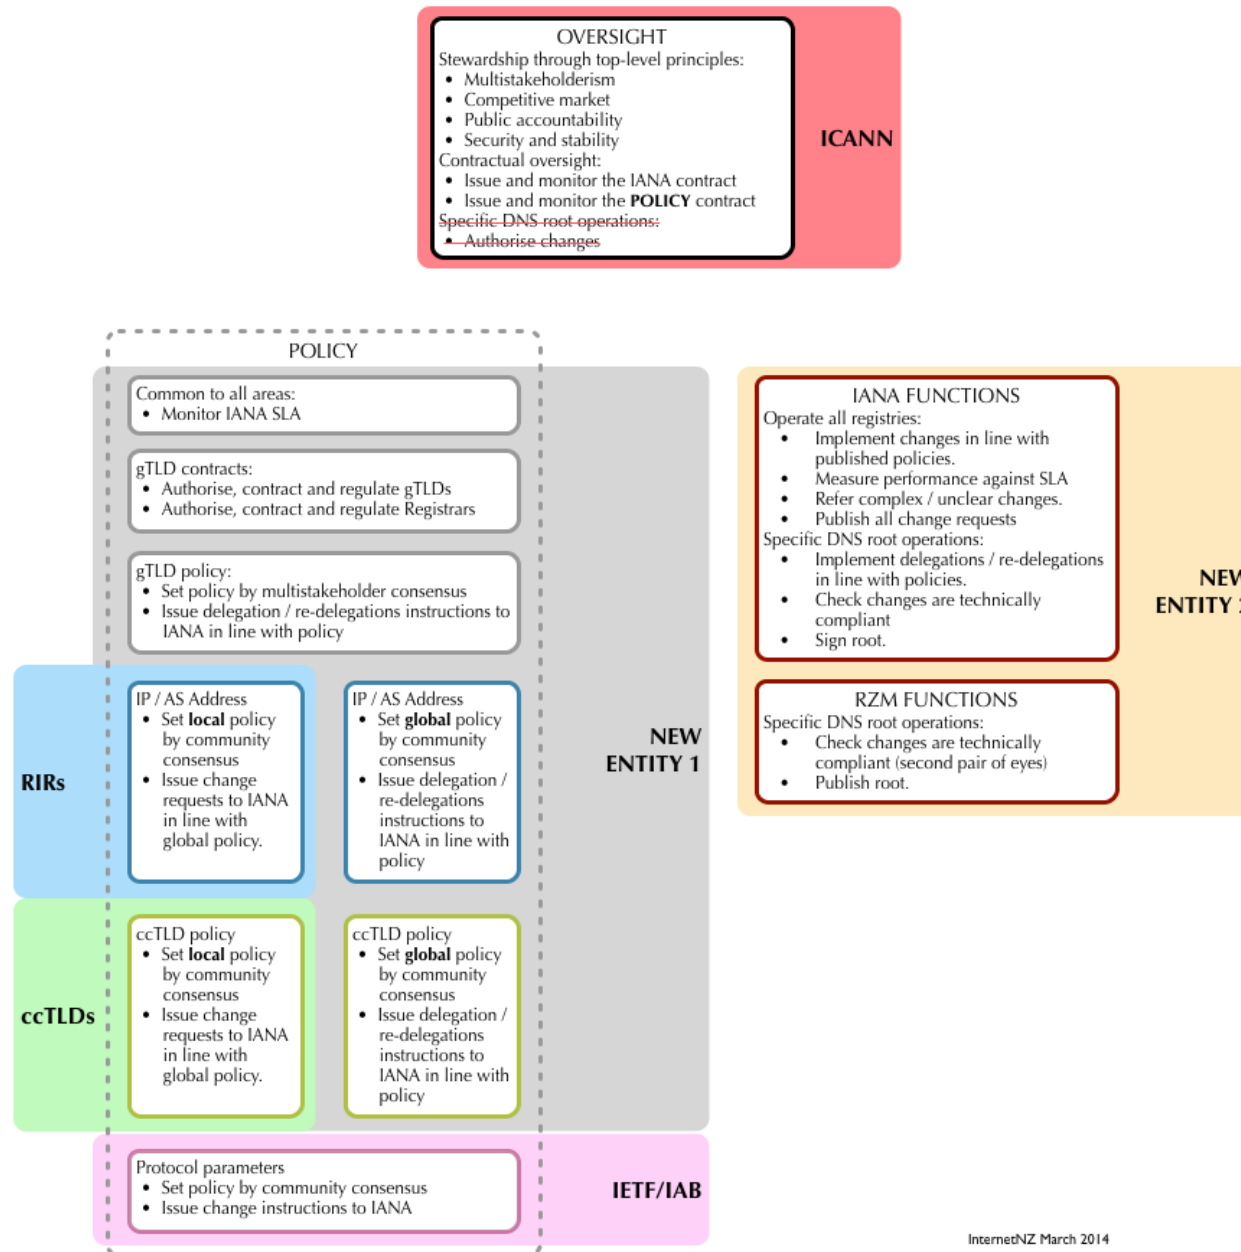 OVERSIGHT
Stewardship through top-level principles:
• Multistakeholderism
• Competitive market
• Public accountability
• Security and stability
Contractual oversight:
• Issue and monitor the IANA contract
• Issue and monitor the POLICY contract
Specific DNS root operations:
• Authorise changes
ICANN
POLICY
Common to all areas:
• Monitor IANA SLA
gTLD contracts:
• Authorise, contract and regulate gTLDs
• Authorise, contract and regulate Registrars
gTLD policy:
• Set policy by multistakeholder consensus
• Issue delegation / re-delegations instructions to
IANA in line with policy
RIRs
IP / AS Address
• Set local policy
by community
consensus
• Issue change
requests to IANA
in line with
global policy.
IP / AS Address
• Set global policy
by community
consensus
• Issue delegation /
re-delegations
instructions to
IANA in line with
policy
NEW
ENTITY 1
ccTLDs
ccTLD policy
• Set local policy
by community
consensus
• Issue change
requests to IANA
in line with
global policy.
ccTLD policy
• Set global policy
by community
consensus
• Issue delegation /
re-delegations
instructions to
IANA in line with
policy
Protocol parameters
• Set policy by community consensus
• Issue change instructions to IANA
IETF/IAB
IANA FUNCTIONS
Operate all registries:
• Implement changes in line with
published policies.
• Measure performance against SLA
• Refer complex / unclear changes.
• Publish all change requests
Specific DNS root operations:
• Implement delegations / re-delegations
in line with policies.
• Check changes are technically
compliant
• Sign root.
NEW
ENTITY
RZM FUNCTIONS
Specific DNS root operations:
• Check changes are technically
compliant (second pair of eyes)
• Publish root.
InternetNZ March 2014